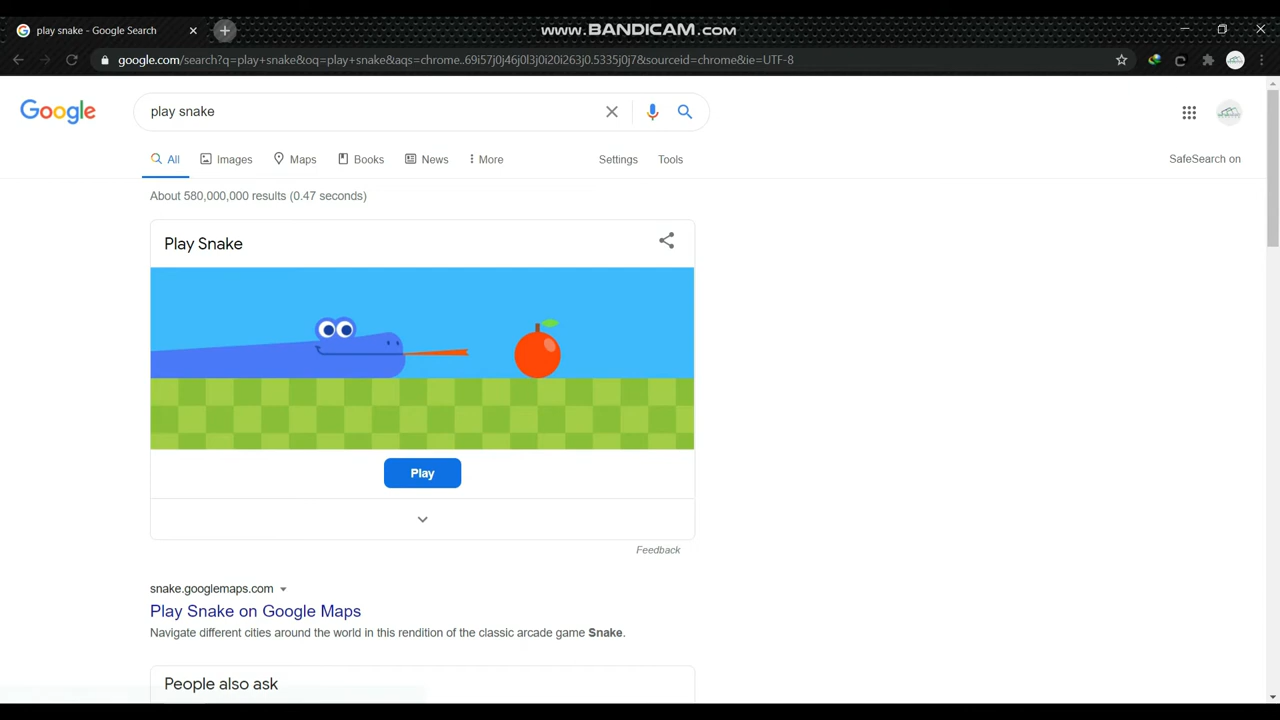 play snake - Google Search
www.BANDICAM.com
google.com/search?q=play+snake&oq=play+snake&aqs=chrome..69i57j0j46j0l3j0i20i263j0.5335j0j7&sourceid=chrome&ie=UTF-8
Google
play snake
All Images Maps Books News More Settings Tools
SafeSearch on
About 580,000,000 results (0.47 seconds)
Play Snake
Play
Feedback
snake.googlemaps.com
Play Snake on Google Maps
Navigate different cities around the world in this rendition of the classic arcade game Snake.
People also ask